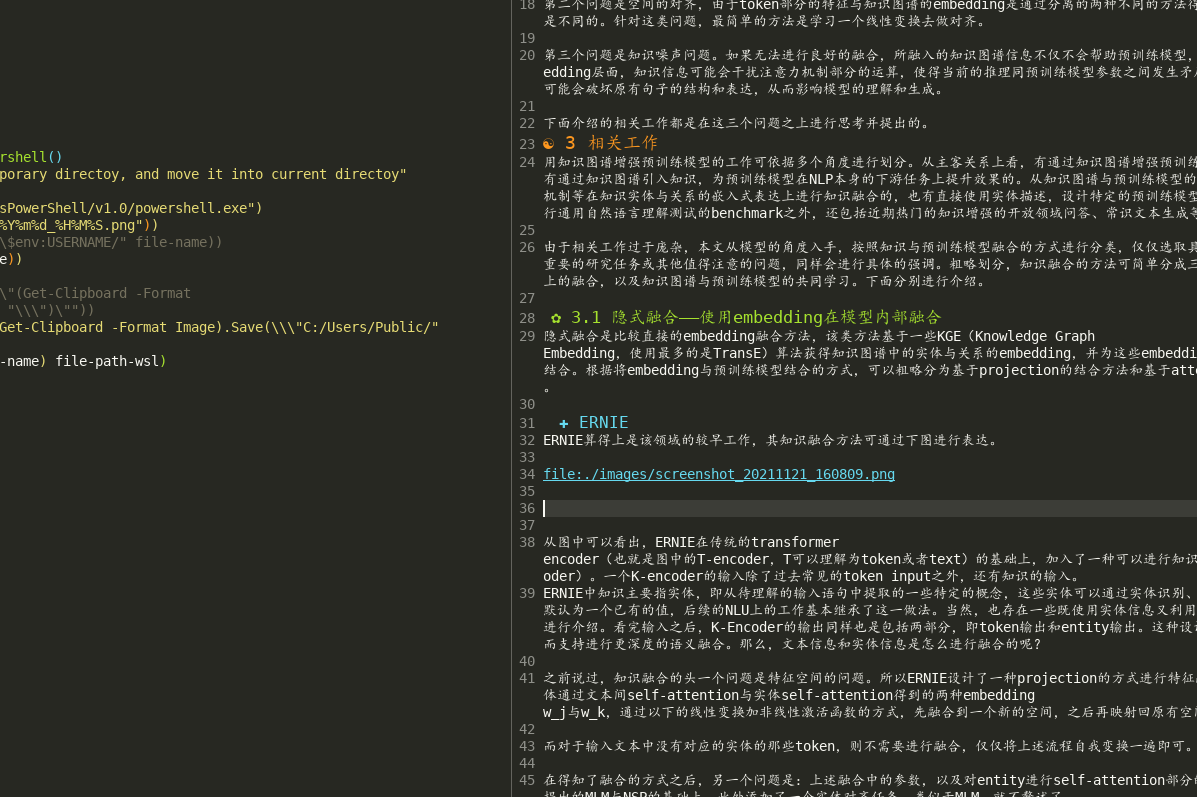 rshell()
porary directoy, and move it into current directoy"
sPowerShell/v1.0/powershell.exe")
%Y%m%d_%H%M%S.png"))
\$env:USERNAME/" file-name))
e))
\"(Get-Clipboard -Format
"\\\")\""))
Get-Clipboard -Format Image).Save(\\\"C:/Users/Public/"
-name) file-path-wsl)
18 第二个问题是空间的对齐，由于token部分的特征与知识图谱的embedding是通过分离的两种不同的方法得
是不同的。针对这类问题，最简单的方法是学习一个线性变换去做对齐。
19
20 第三个问题是知识噪声问题。如果无法进行良好的融合，所融入的知识图谱信息不仅不会帮助预训练模型，
edding层面，知识信息可能会干扰注意力机制部分的运算，使得当前的推理同预训练模型参数之间发生矛
可能会破坏原有句子的结构和表达，从而影响模型的理解和生成。
21
22 下面介绍的相关工作都是在这三个问题之上进行思考并提出的。
23 ☯ 3 相关工作
24 用知识图谱增强预训练模型的工作可依据多个角度进行划分。从主客关系上看，有通过知识图谱增强预训
有通过知识图谱引入知识，为预训练模型在NLP本身的下游任务上提升效果的。从知识图谱与预训练模型的
机制等在知识实体与关系的嵌入式表达上进行知识融合的，也有直接使用实体描述，设计特定的预训练模型
行通用自然语言理解测试的benchmark之外，还包括近期热门的知识增强的开放领域问答、常识文本生成
25
26 由于相关工作过于庞杂，本文从模型的角度入手，按照知识与预训练模型融合的方式进行分类，仅仅选取具
重要的研究任务或其他值得注意的问题，同样会进行具体的强调。粗略划分，知识融合的方法可简单分成三
上的融合，以及知识图谱与预训练模型的共同学习。下面分别进行介绍。
27
28 ✿ 3.1 隐式融合——使用embedding在模型内部融合
29 隐式融合是比较直接的embedding融合方法，该类方法基于一些KGE（Knowledge Graph
Embedding，使用最多的是TransE）算法获得知识图谱中的实体与关系的embedding，并为这些embeddi
结合。根据将embedding与预训练模型结合的方式，可以粗略分为基于projection的结合方法和基于att
。
30
31 ✚ ERNIE
32 ERNIE算得上是该领域的较早工作，其知识融合方法可通过下图进行表达。
33
34 file:./images/screenshot_20211121_160809.png
35
36
37
38 从图中可以看出，ERNIE在传统的transformer
encoder（也就是图中的T-encoder，T可以理解为token或者text）的基础上，加入了一种可以进行知识
oder）。一个K-encoder的输入除了过去常见的token input之外，还有知识的输入。
39 ERNIE中知识主要指实体，即从待理解的输入语句中提取的一些特定的概念，这些实体可以通过实体识别、
默认为一个已有的值，后续的NLU上的工作基本继承了这一做法。当然，也存在一些既使用实体信息又利用
进行介绍。看完输入之后，K-Encoder的输出同样也是包括两部分，即token输出和entity输出。这种设
而支持进行更深度的语义融合。那么，文本信息和实体信息是怎么进行融合的呢？
40
41 之前说过，知识融合的头一个问题是特征空间的问题。所以ERNIE设计了一种projection的方式进行特征
体通过文本间self-attention与实体self-attention得到的两种embedding
w_j与w_k，通过以下的线性变换加非线性激活函数的方式，先融合到一个新的空间，之后再映射回原有空
42
43 而对于输入文本中没有对应的实体的那些token，则不需要进行融合，仅仅将上述流程自我变换一遍即可。
44
45 在得知了融合的方式之后，另一个问题是：上述融合中的参数，以及对entity进行self-attention部分
提出的MLM与NSP的基础上，此外添加了一个实体对齐任务，类似于MLM，就不赘述了